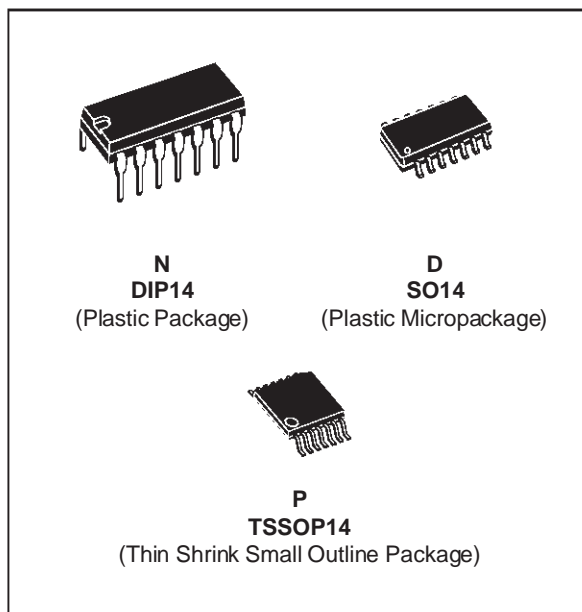 N
DIP14
(Plastic Package)
D
SO14
(Plastic Micropackage)
P
TSSOP14
(Thin Shrink Small Outline Package)